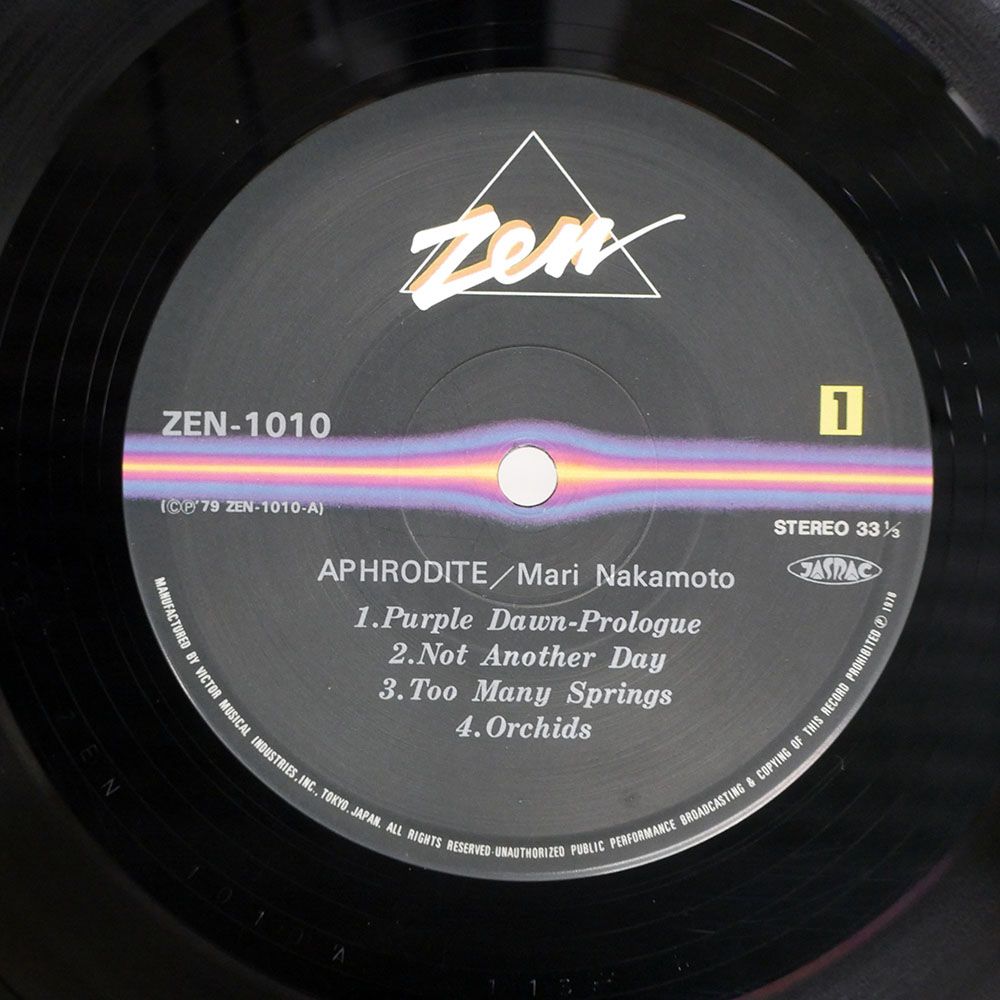 Zen
ZEN-1010
1
(ⒸⓅ'79 ZEN-1010-A)
STEREO 33⅓
JASRAC
APHRODITE/Mari Nakamoto
1.Purple Dawn-Prologue
2.Not Another Day
3.Too Many Springs
4.Orchids
MANUFACTURED BY VICTOR MUSICAL INDUSTRIES, INC., TOKYO, JAPAN. ALL RIGHTS RESERVED·UNAUTHORIZED PUBLIC PERFORMANCE BROADCASTING & COPYING OF THIS RECORD PROHIBITED Ⓟ 1978